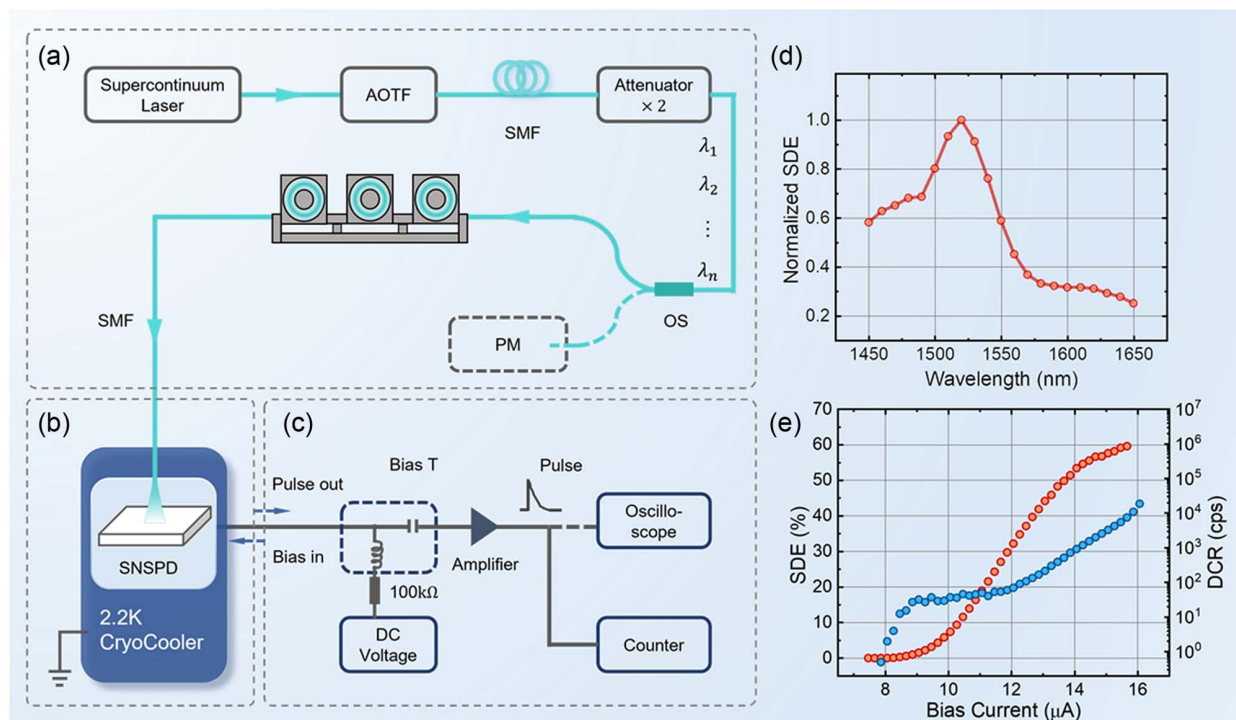 (a)
Supercontinuum
Laser
AOTF
SMF
Attenuator
× 2
λ1
λ2
⋮
λn
OS
PM
SMF
(b)
SNSPD
2.2K
CryoCooler
(c)
Pulse out
Bias in
Bias T
100kΩ
DC
Voltage
Amplifier
Pulse
Oscillo-
scope
Counter
(d)
Normalized SDE
1.0
0.8
0.6
0.4
0.2
1450 1500 1550 1600 1650
Wavelength (nm)
(e)
SDE (%)
70
60
50
40
30
20
10
0
10^7
10^6
10^5
10^4
10^3
10^2
10^1
10^0
DCR (cps)
8 10 12 14 16
Bias Current (μA)